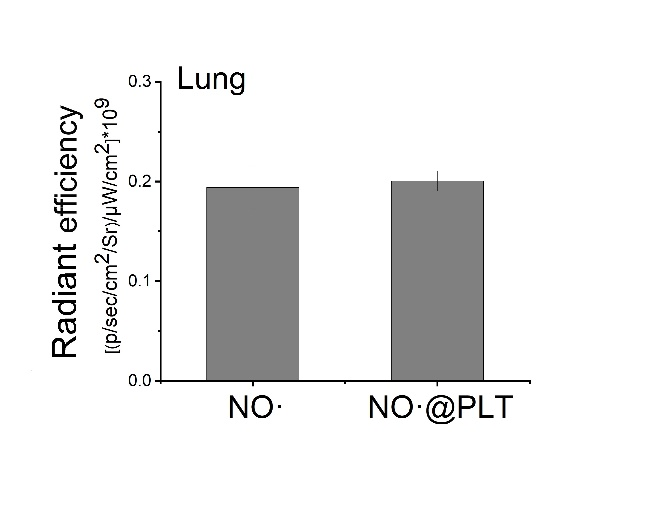 Lung
Radiant efficiency
[(p/sec/cm²/Sr)/µW/cm²]*10⁹
0.3
0.2
0.1
0.0
NO·
NO·@PLT